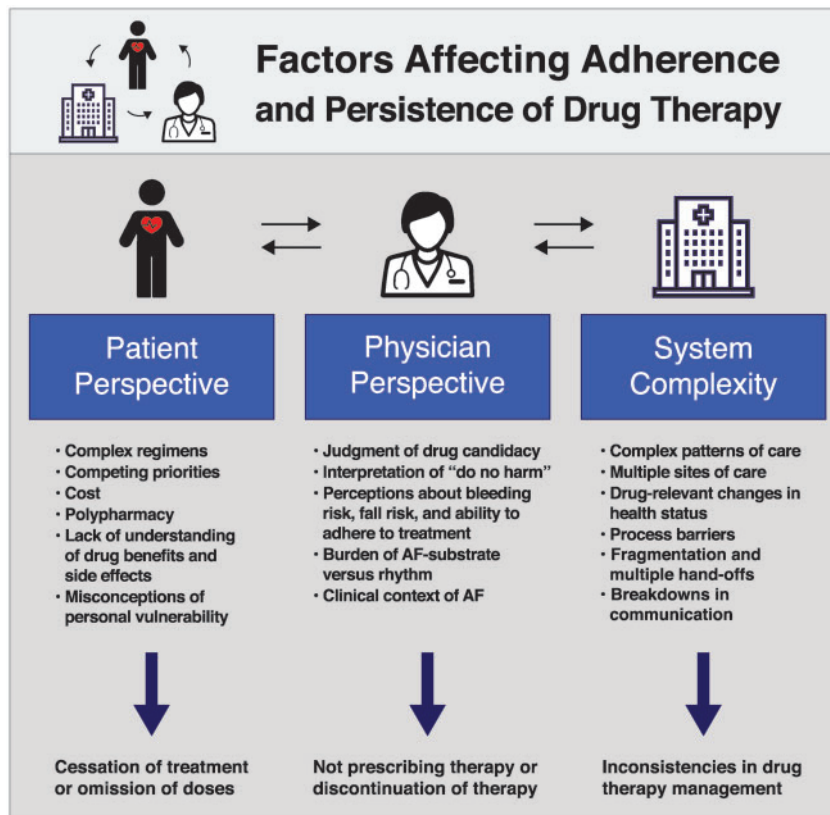 Factors Affecting Adherence
and Persistence of Drug Therapy
Patient
Perspective
• Complex regimens
• Competing priorities
• Cost
• Polypharmacy
• Lack of understanding
of drug benefits and
side effects
• Misconceptions of
personal vulnerability
Cessation of treatment
or omission of doses
Physician
Perspective
• Judgment of drug candidacy
• Interpretation of “do no harm”
• Perceptions about bleeding
risk, fall risk, and ability to
adhere to treatment
• Burden of AF-substrate
versus rhythm
• Clinical context of AF
Not prescribing therapy or
discontinuation of therapy
System
Complexity
• Complex patterns of care
• Multiple sites of care
• Drug-relevant changes in
health status
• Process barriers
• Fragmentation and
multiple hand-offs
• Breakdowns in
communication
Inconsistencies in drug
therapy management